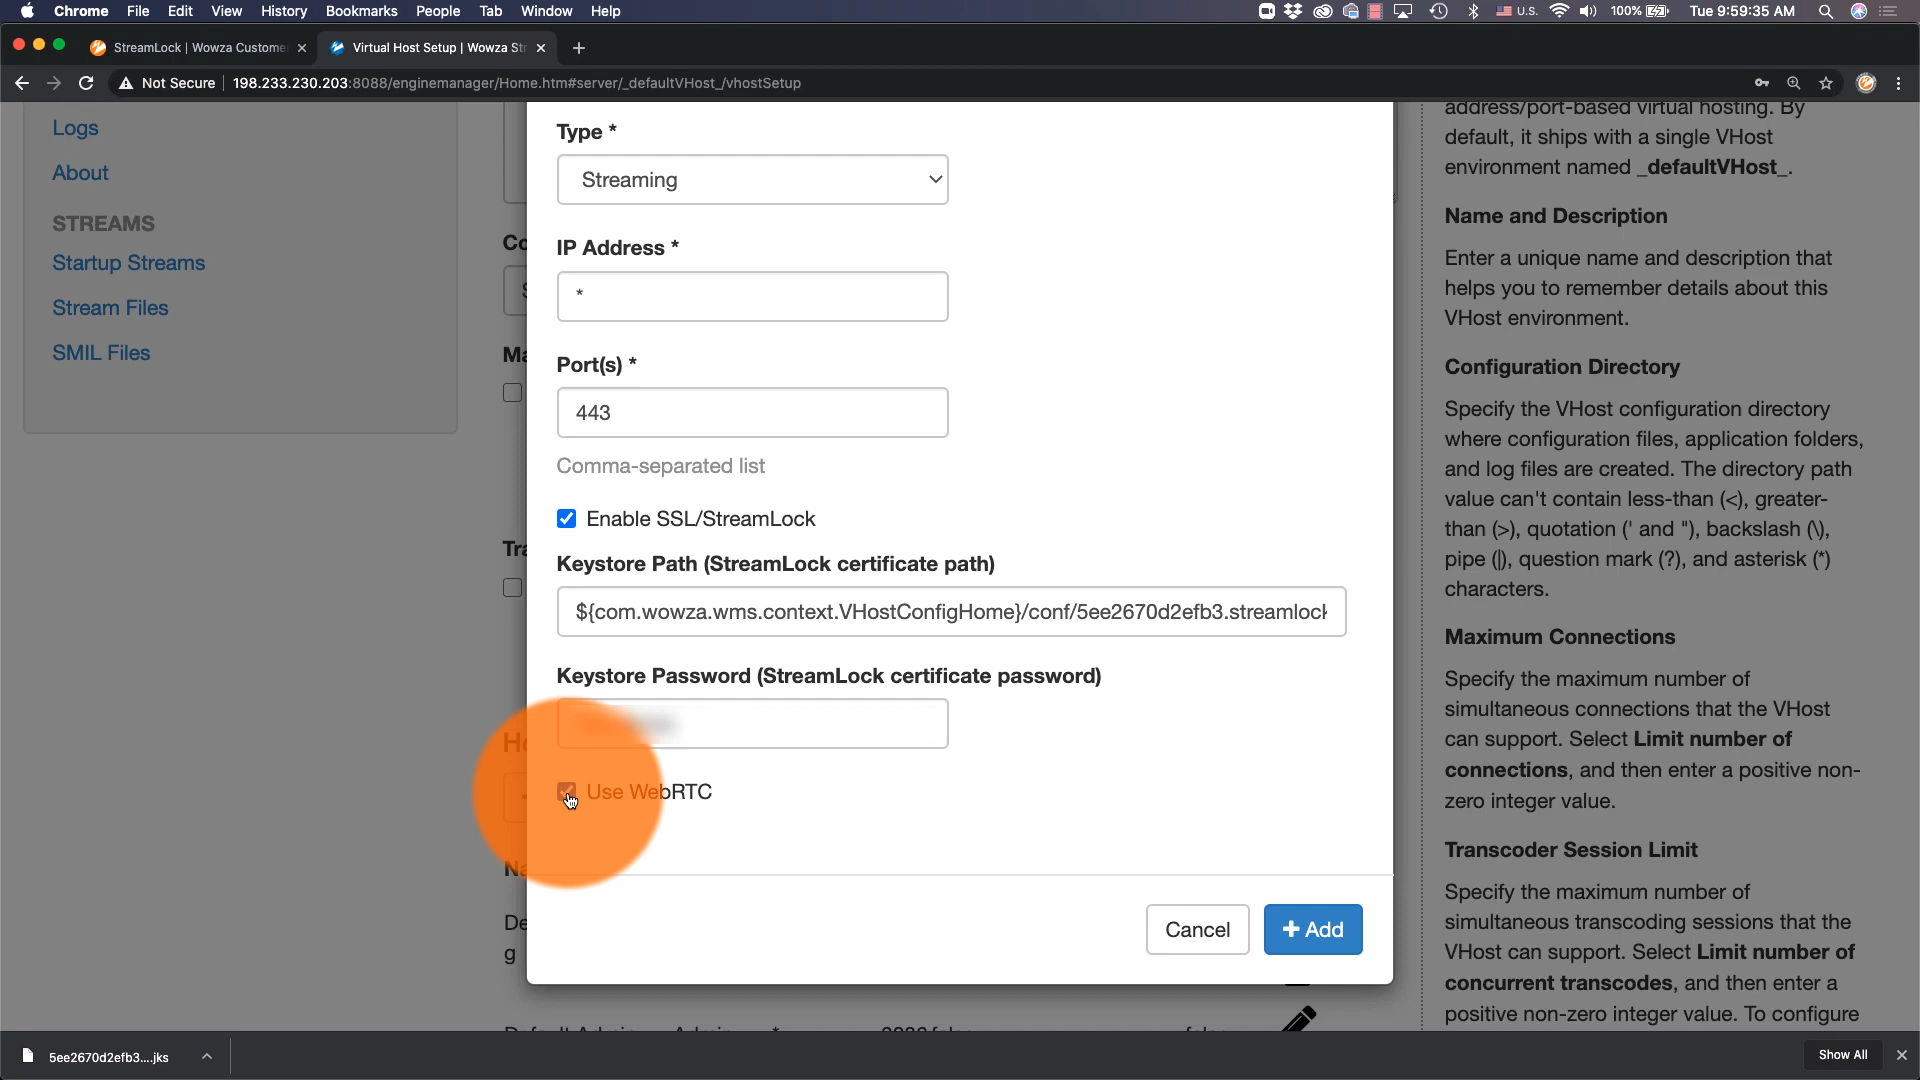 Chrome File Edit View History Bookmarks People Tab Window Help
U.S. 100% Tue 9:59:35 AM
StreamLock | Wowza Custome
Virtual Host Setup | Wowza Str
Not Secure 198.233.230.203:8088/enginemanager/Home.htm#server/_defaultVHost_/vhostSetup
Logs
About
STREAMS
Startup Streams
Stream Files
SMIL Files
Type *
Streaming
IP Address *
*
Port(s) *
443
Comma-separated list
Enable SSL/StreamLock
Keystore Path (StreamLock certificate path)
${com.wowza.wms.context.VHostConfigHome}/conf/5ee2670d2efb3.streamlock
Keystore Password (StreamLock certificate password)
Use WebRTC
Cancel
+ Add
Co
Ma
Tra
Ho
Na
De
g
address/port-based virtual hosting. By
default, it ships with a single VHost
environment named _defaultVHost_.
Name and Description
Enter a unique name and description that
helps you to remember details about this
VHost environment.
Configuration Directory
Specify the VHost configuration directory
where configuration files, application folders,
and log files are created. The directory path
value can't contain less-than (<), greater-
than (>), quotation (' and "), backslash (\),
pipe (|), question mark (?), and asterisk (*)
characters.
Maximum Connections
Specify the maximum number of
simultaneous connections that the VHost
can support. Select Limit number of
connections, and then enter a positive non-
zero integer value.
Transcoder Session Limit
Specify the maximum number of
simultaneous transcoding sessions that the
VHost can support. Select Limit number of
concurrent transcodes, and then enter a
positive non-zero integer value. To configure
5ee2670d2efb3....jks
Show All